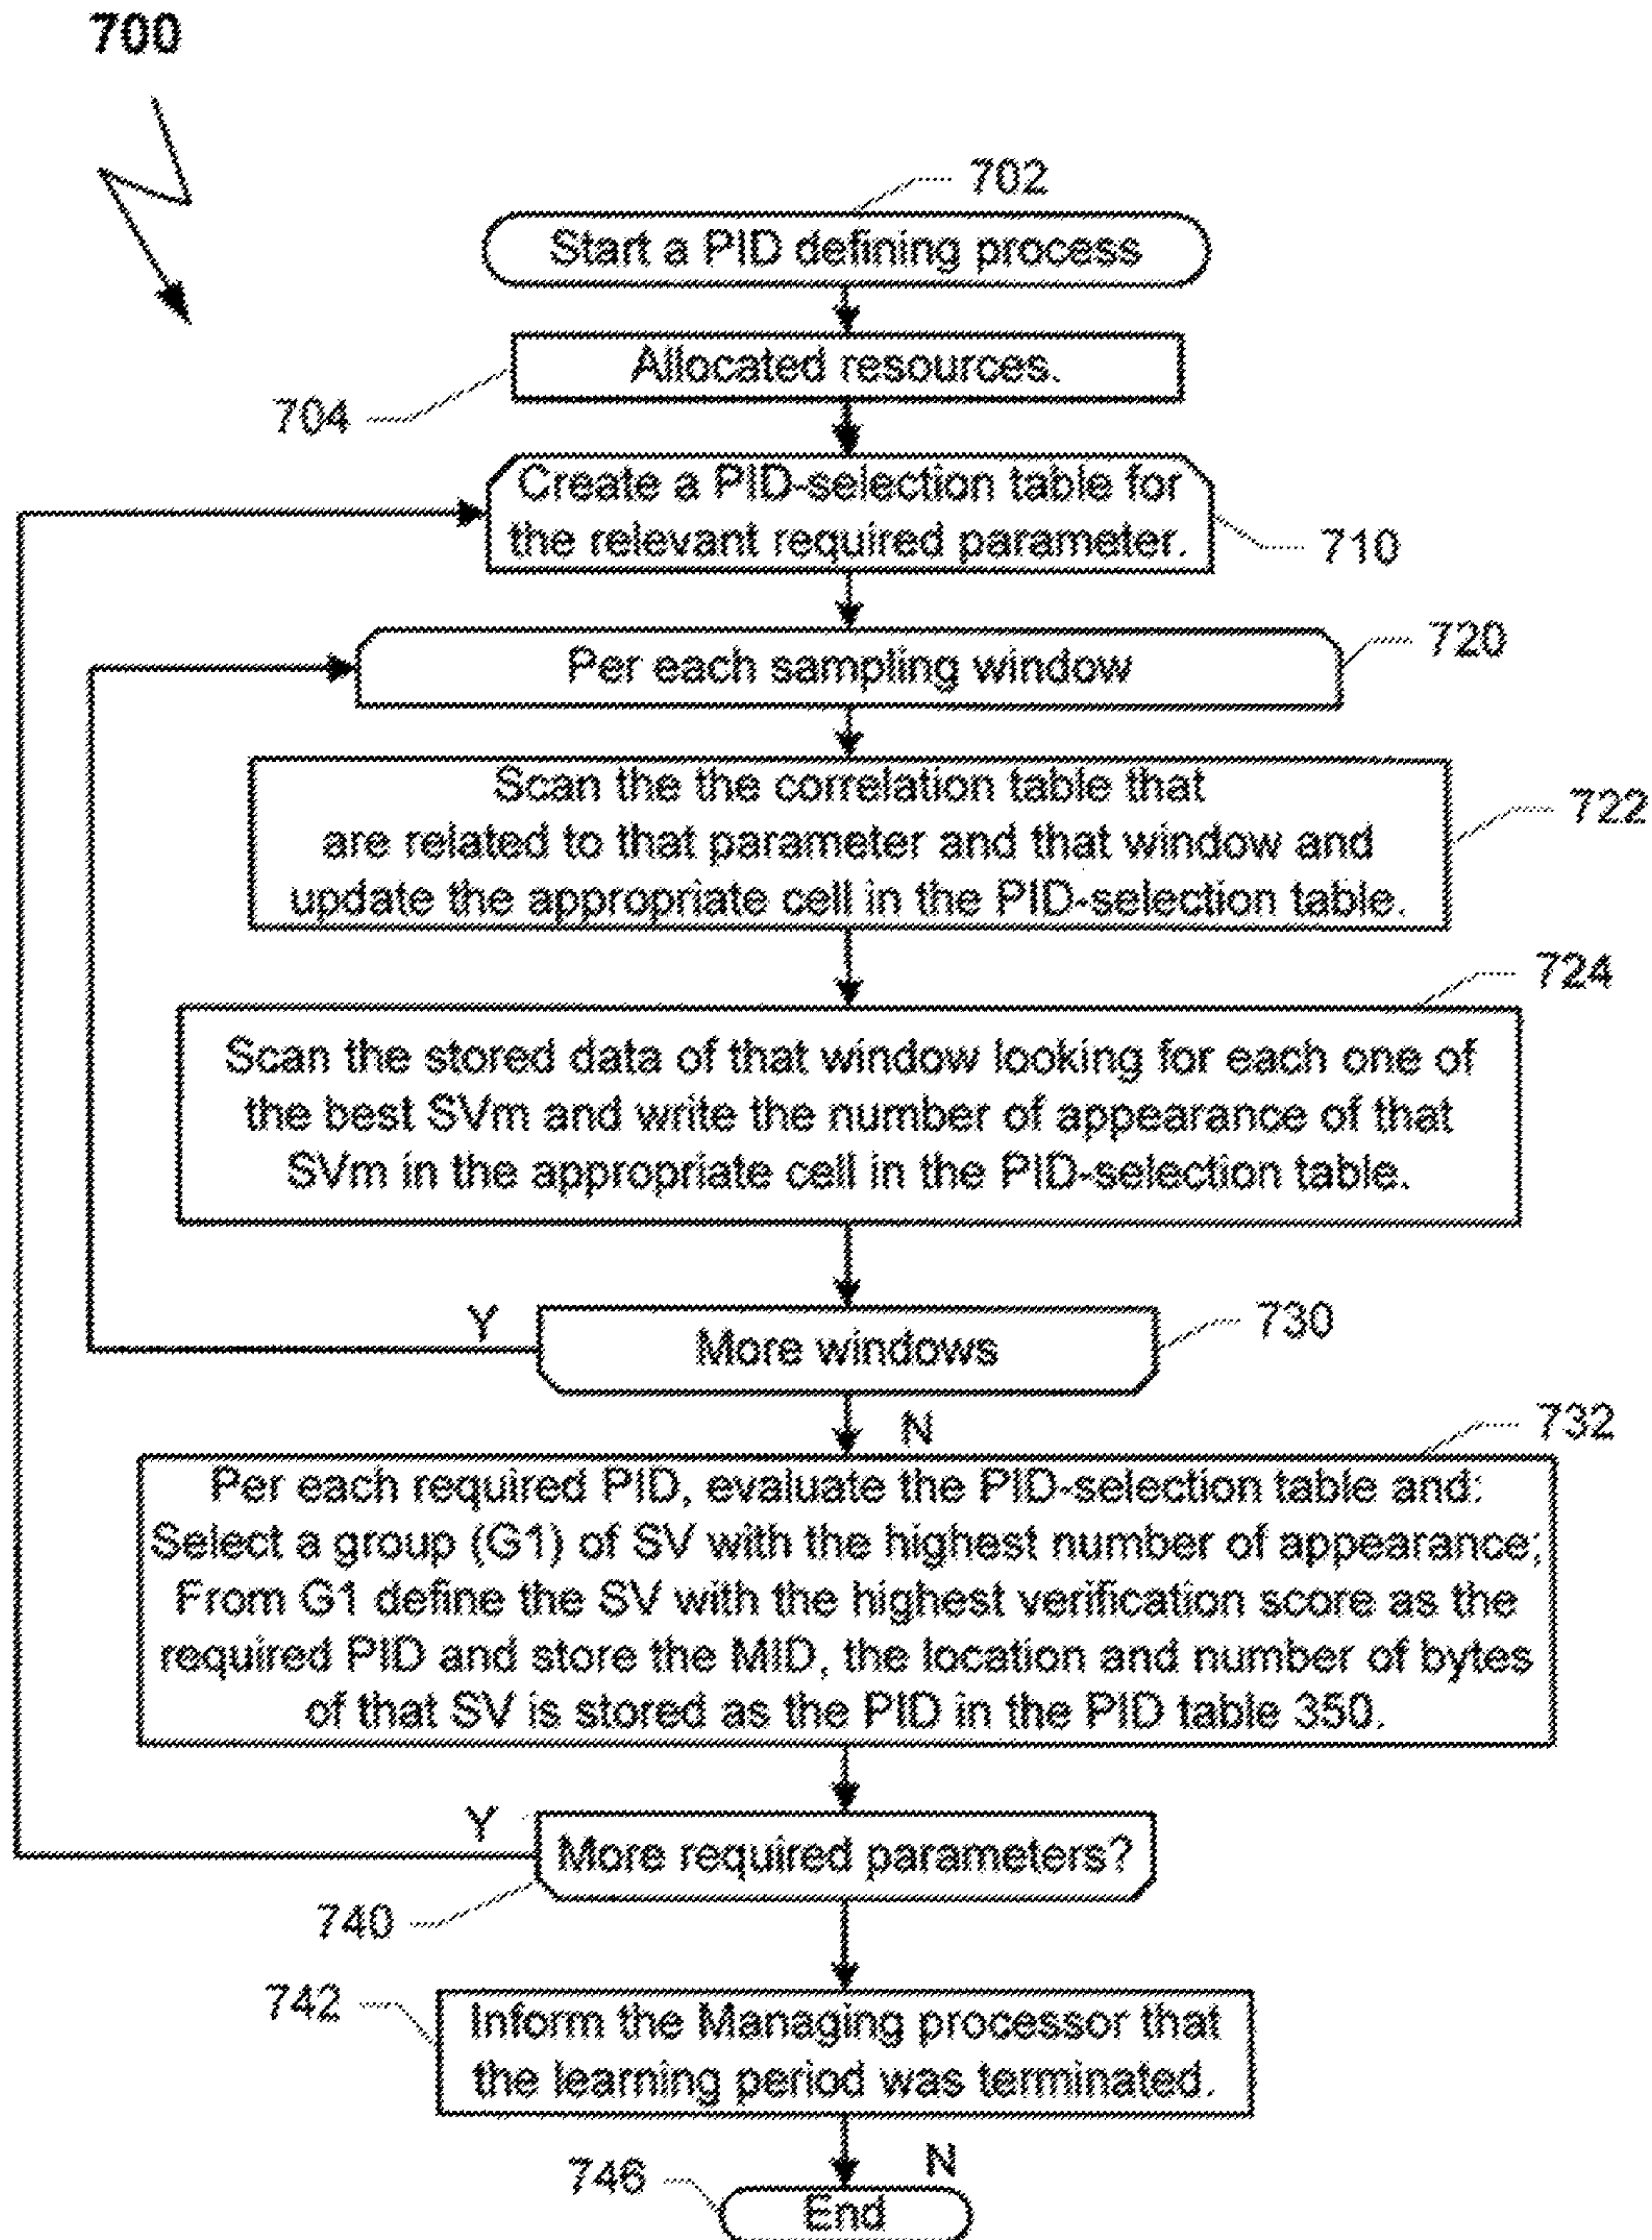 700
702
Start a PID defining process
Allocated resources.
704
Create a PID-selection table for
the relevant required parameter.
710
720
Per each sampling window
Scan the the correlation table that
are related to that parameter and that window and
update the appropriate cell in the PID-selection table.
722
724
Scan the stored data of that window looking for each one of
the best SVm and write the number of appearance of that
SVm in the appropriate cell in the PID-selection table.
Y
More windows
730
N
732
Per each required PID, evaluate the PID-selection table and:
Select a group (G1) of SV with the highest number of appearance;
From G1 define the SV with the highest verification score as the
required PID and store the MID, the location and number of bytes
of that SV is stored as the PID in the PID table 350.
Y
More required parameters?
740
742
Inform the Managing processor that
the learning period was terminated.
N
746
End